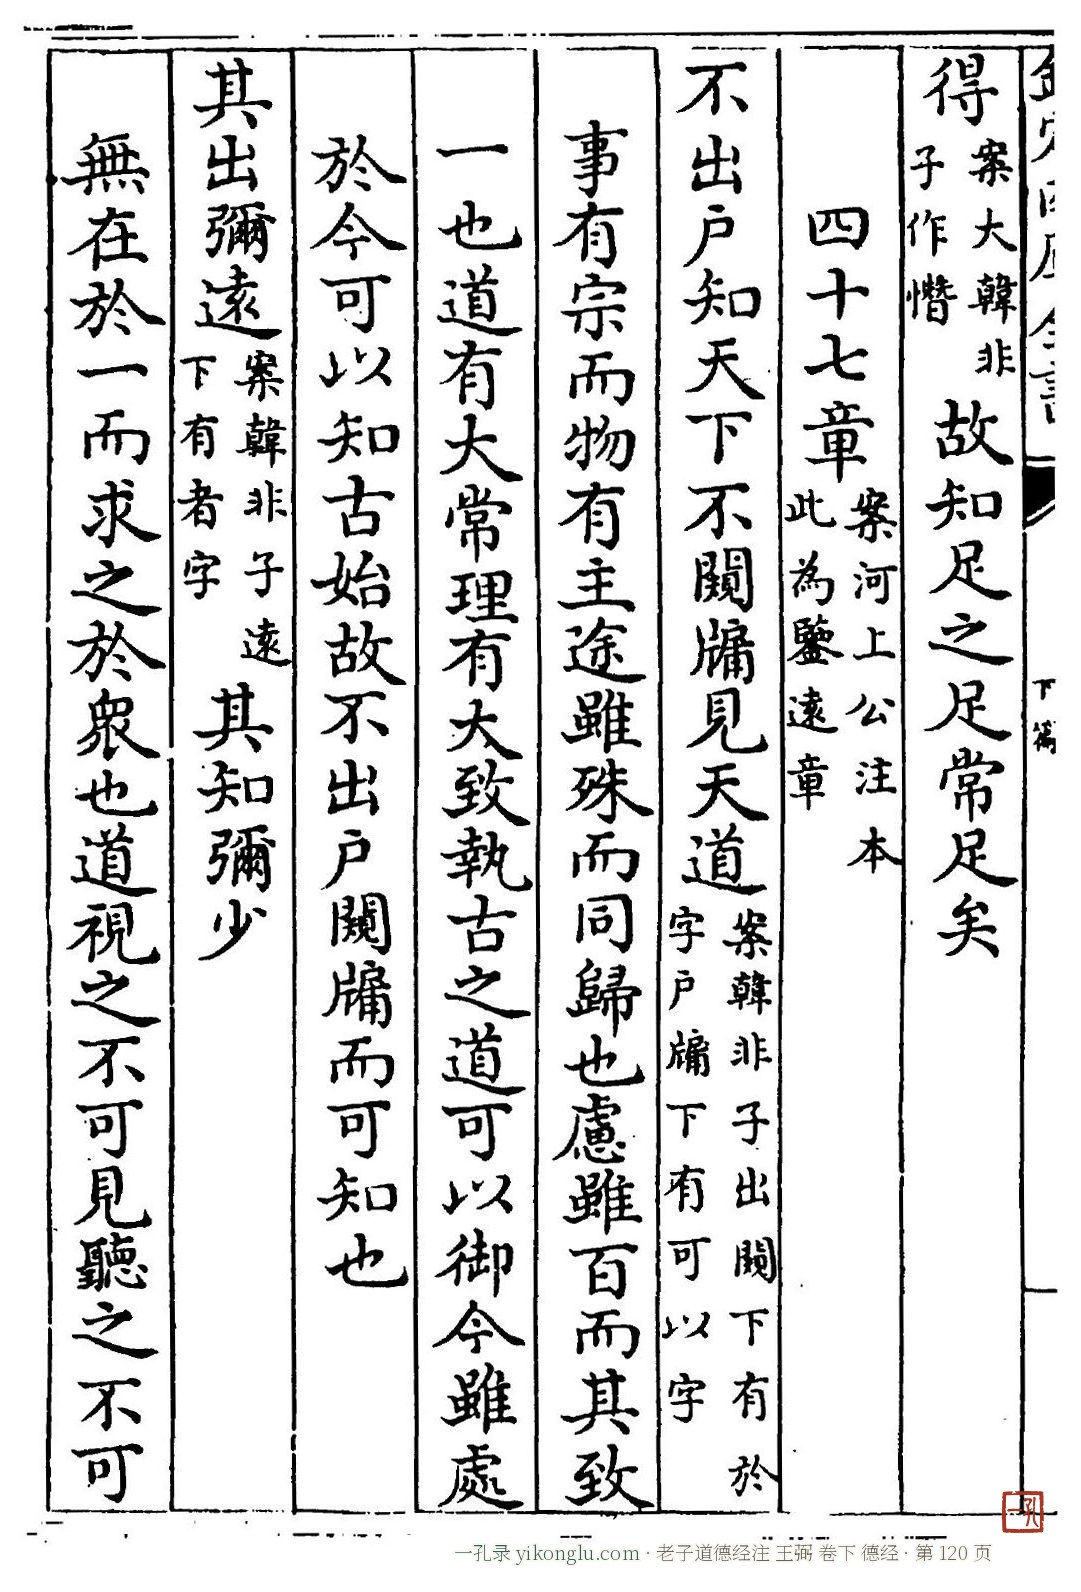 欽定四庫全書
下篇
得案大韓非子作憯故知足之足常足矣
四十七章案河上公注本此為鑒遠章
不出戶知天下不闚牖見天道案韓非子出闚下有於字戶牖下有可以字
事有宗而物有主途雖殊而同歸也慮雖百而其致
一也道有大常理有大致執古之道可以御今雖處
於今可以知古始故不出戶闚牖而可知也
其出彌遠案韓非子遠下有者字其知彌少
無在於一而求之於衆也道視之不可見聽之不可
一孔
一孔录 yikonglu.com · 老子道德经注 王弼 卷下 德经 · 第 120 页